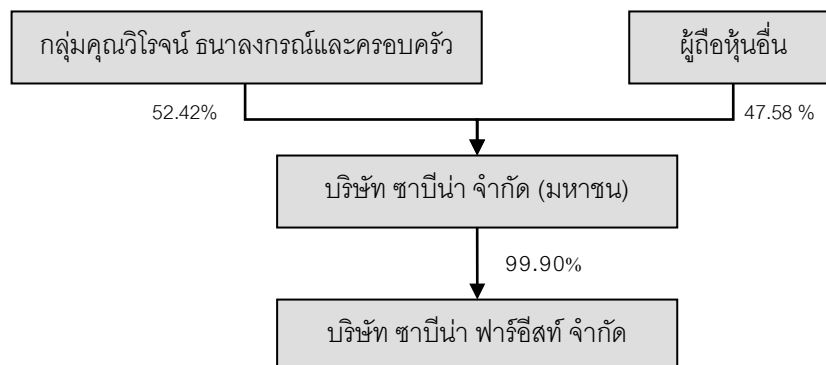 กลุ่มคุณวิโรจน์ ธนาลงกรณ์และครอบครัว
ผู้ถือหุ้นอื่น
52.42%
47.58 %
บริษัท ซาบีน่า จำกัด (มหาชน)
99.90%
บริษัท ซาบีน่า ฟาร์อีสท์ จำกัด